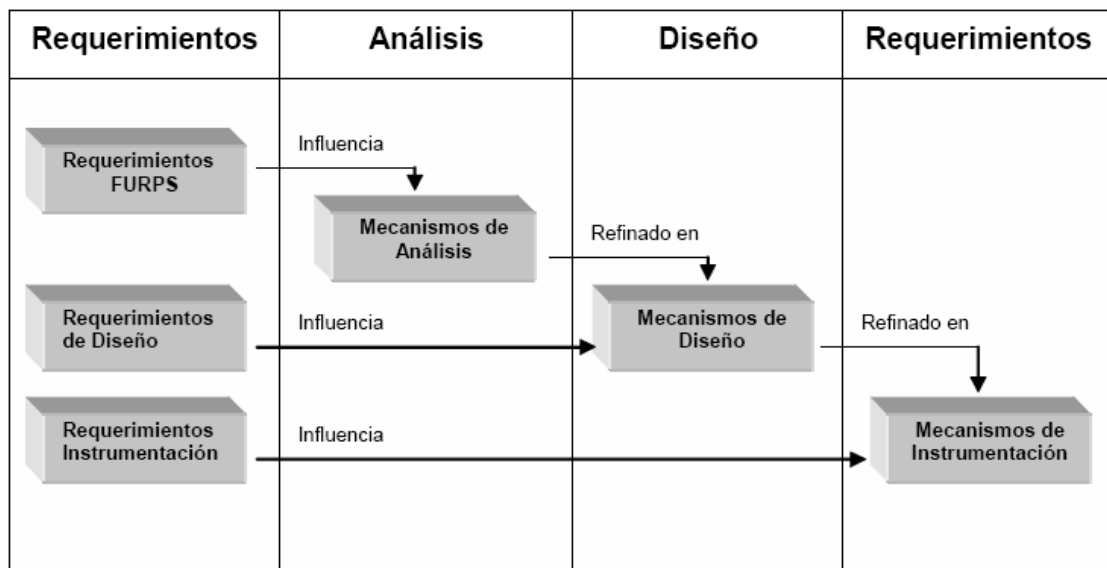 Requerimientos
Análisis
Diseño
Requerimientos
Requerimientos
FURPS
Influencia
Mecanismos de
Análisis
Refinado en
Requerimientos
de Diseño
Influencia
Mecanismos de
Diseño
Refinado en
Requerimientos
Instrumentación
Influencia
Mecanismos de
Instrumentación